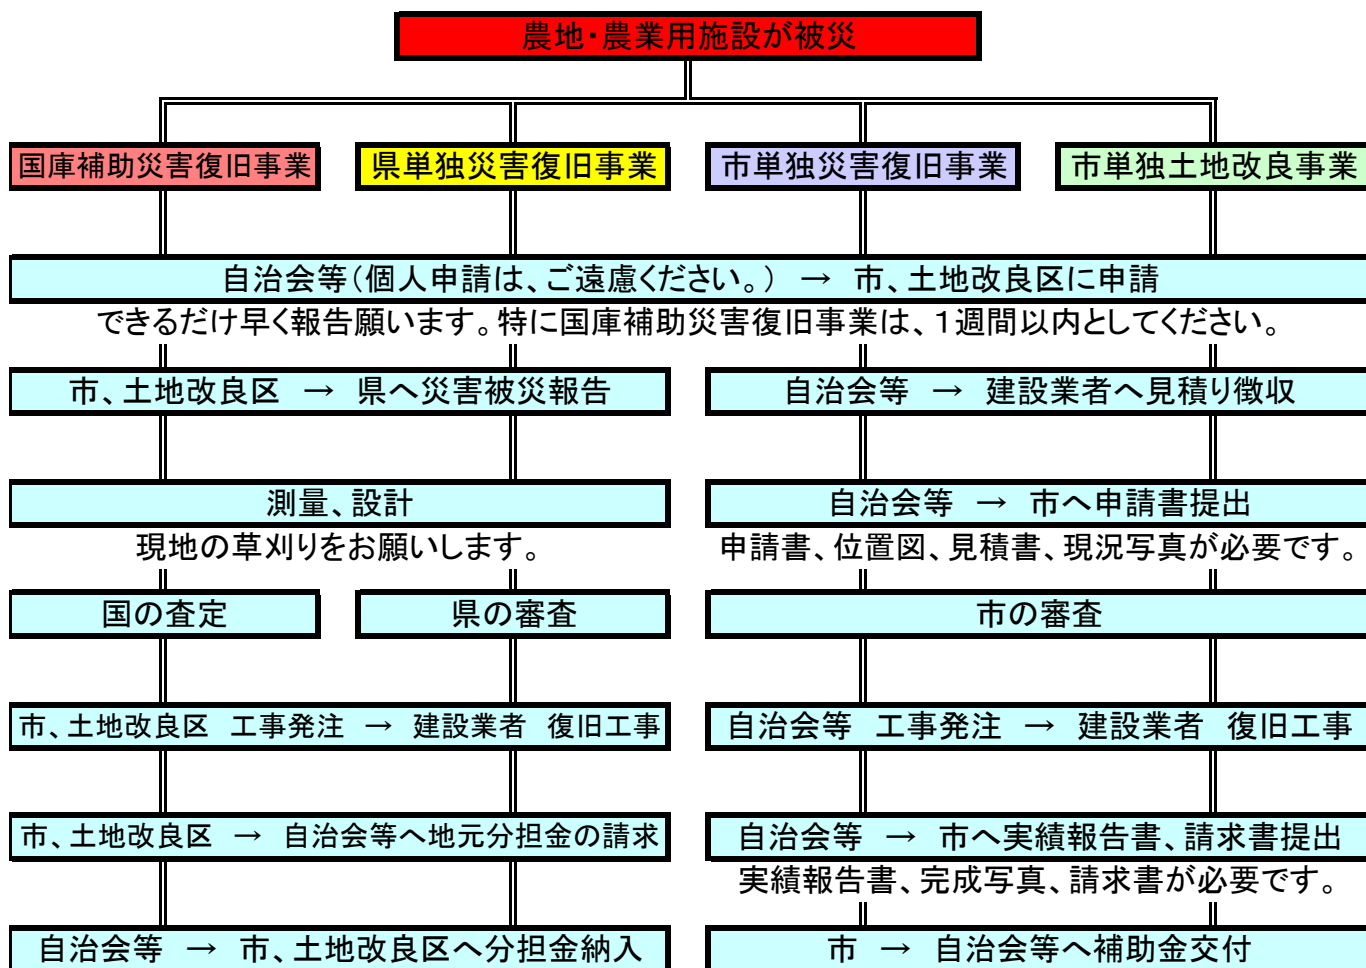 農地・農業用施設が被災
国庫補助災害復旧事業
県単独災害復旧事業
市単独災害復旧事業
市単独土地改良事業
自治会等(個人申請は、ご遠慮ください。) → 市、土地改良区に申請
できるだけ早く報告願います。特に国庫補助災害復旧事業は、1週間以内としてください。
市、土地改良区 → 県へ災害被災報告
自治会等 → 建設業者へ見積り徴収
測量、設計
自治会等 → 市へ申請書提出
現地の草刈りをお願いします。
申請書、位置図、見積書、現況写真が必要です。
国の査定
県の審査
市の審査
市、土地改良区 工事発注 → 建設業者 復旧工事
自治会等 工事発注 → 建設業者 復旧工事
市、土地改良区 → 自治会等へ地元分担金の請求
自治会等 → 市へ実績報告書、請求書提出
実績報告書、完成写真、請求書が必要です。
自治会等 → 市、土地改良区へ分担金納入
市 → 自治会等へ補助金交付